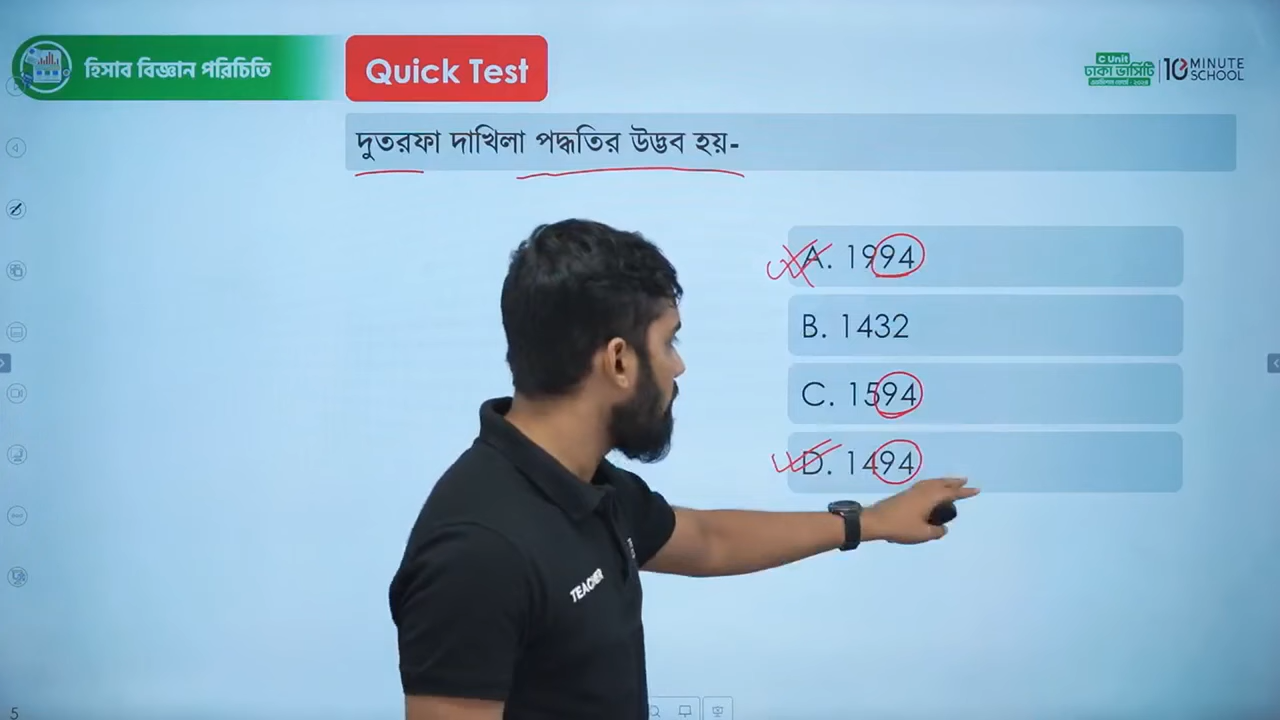 হিসাব বিজ্ঞান পরিচিতি
Quick Test
C Unit
ঢাকা ভার্সিটি
10 MINUTE SCHOOL
দুতরফা দাখিলা পদ্ধতির উদ্ভব হয়-
A. 1994
B. 1432
C. 1594
D. 1494
TEACHER
5